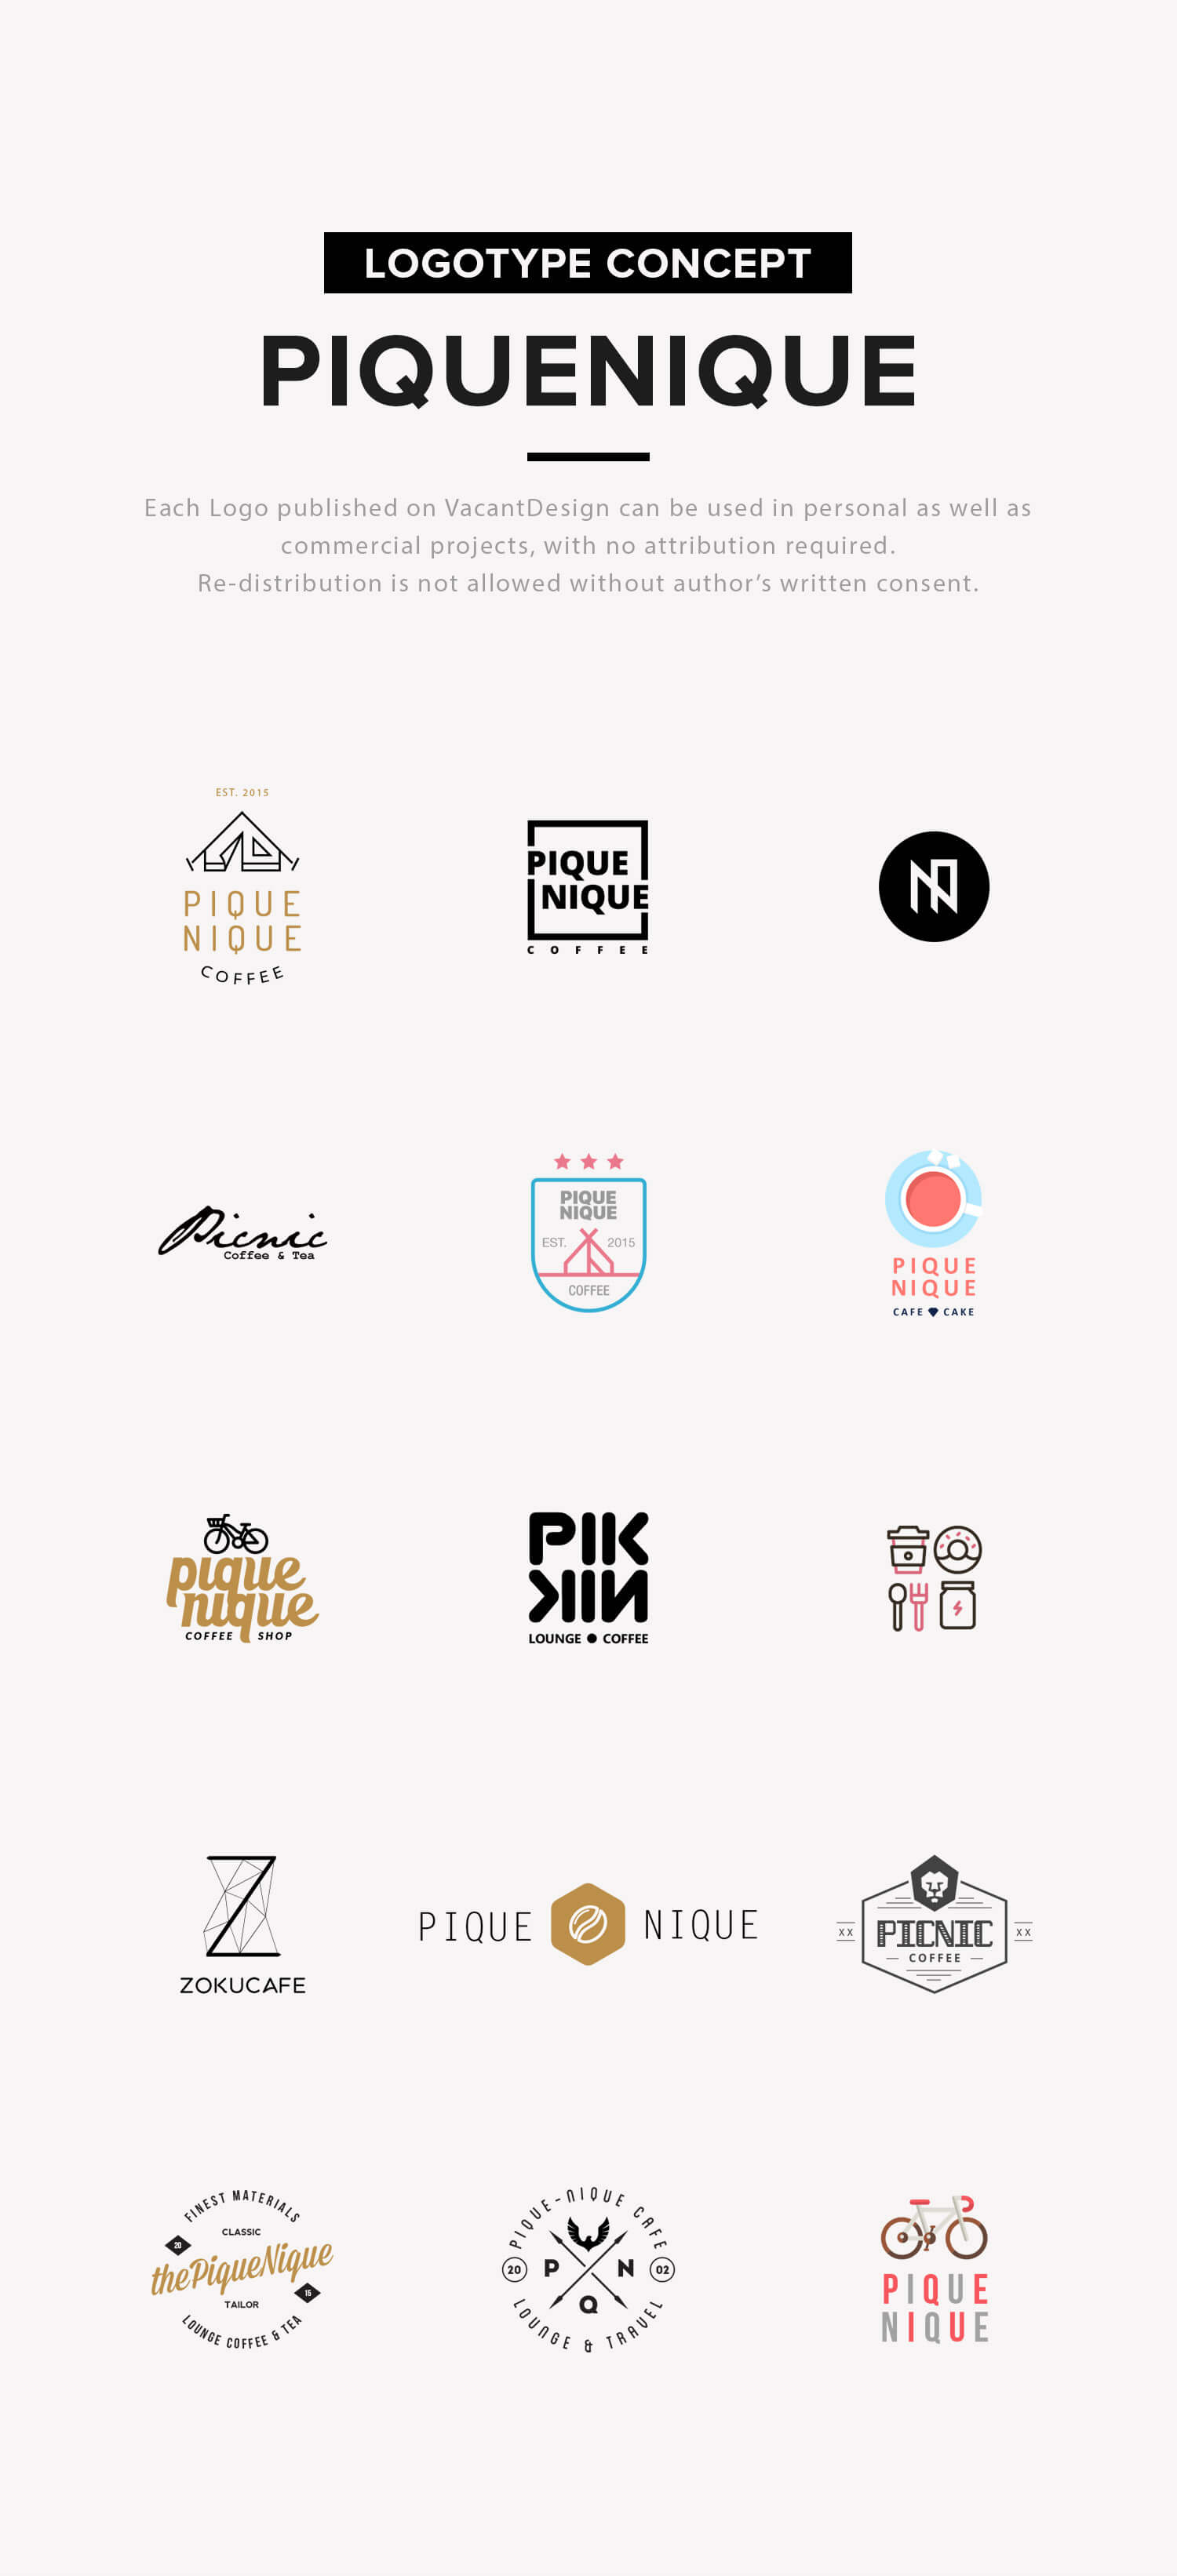 LOGOTYPE CONCEPT
PIQUENIQUE
Each Logo published on VacantDesign can be used in personal as well as
commercial projects, with no attribution required.
Re-distribution is not allowed without author’s written consent.
EST. 2015
PIQUE
NIQUE
COFFEE
PIQUE
NIQUE
COFFEE
N
Picnic
Coffee & Tea
PIQUE
NIQUE
EST. 2015
COFFEE
PIQUE
NIQUE
CAFE CAKE
pique
nique
COFFEE SHOP
PIK
NIK
LOUNGE ● COFFEE
Z
ZOKUCAFE
PIQUE NIQUE
XX PICNIC XX
COFFEE
FINEST MATERIALS
CLASSIC
20
thePiqueNique
15
TAILOR
LOUNGE COFFEE & TEA
PIQUE-NIQUE CAFE
20 P N 02
Q
LOUNGE & TRAVEL
PIQUE
NIQUE